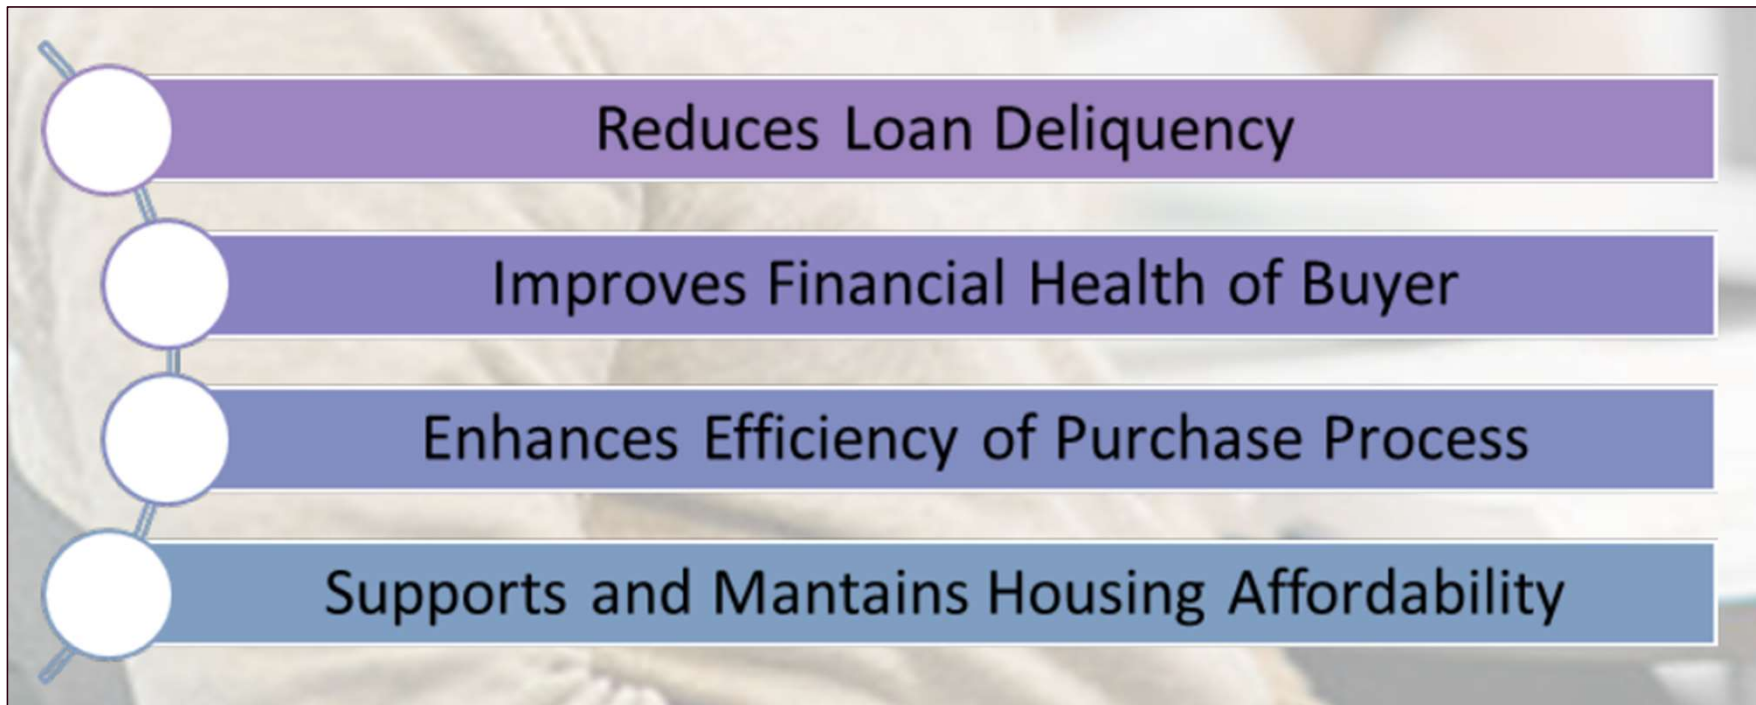 Reduces Loan Deliquency
Improves Financial Health of Buyer
Enhances Efficiency of Purchase Process
Supports and Mantains Housing Affordability